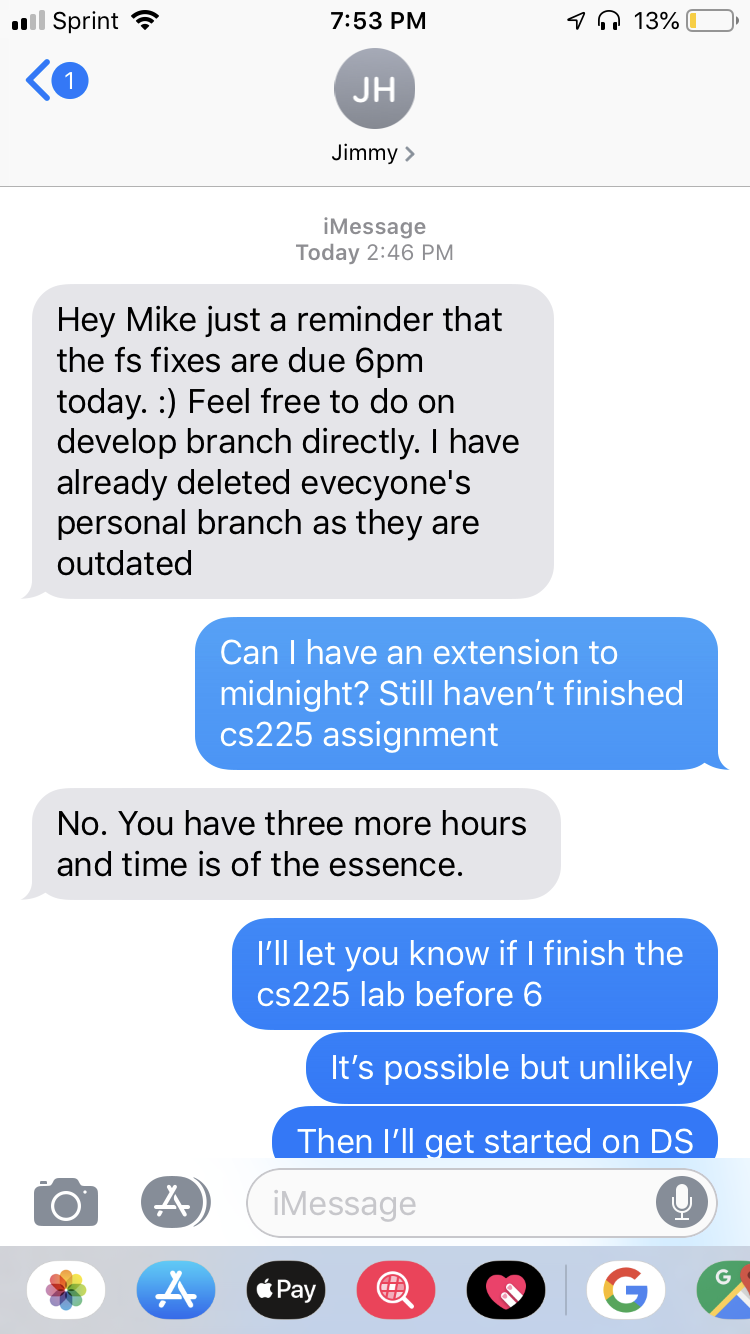 Sprint 7:53 PM 13%
1
JH
Jimmy
iMessage
Today 2:46 PM
Hey Mike just a reminder that
the fs fixes are due 6pm
today. :) Feel free to do on
develop branch directly. I have
already deleted evecyone's
personal branch as they are
outdated
Can I have an extension to
midnight? Still haven’t finished
cs225 assignment
No. You have three more hours
and time is of the essence.
I’ll let you know if I finish the
cs225 lab before 6
It’s possible but unlikely
Then I’ll get started on DS
iMessage
Pay
G
G